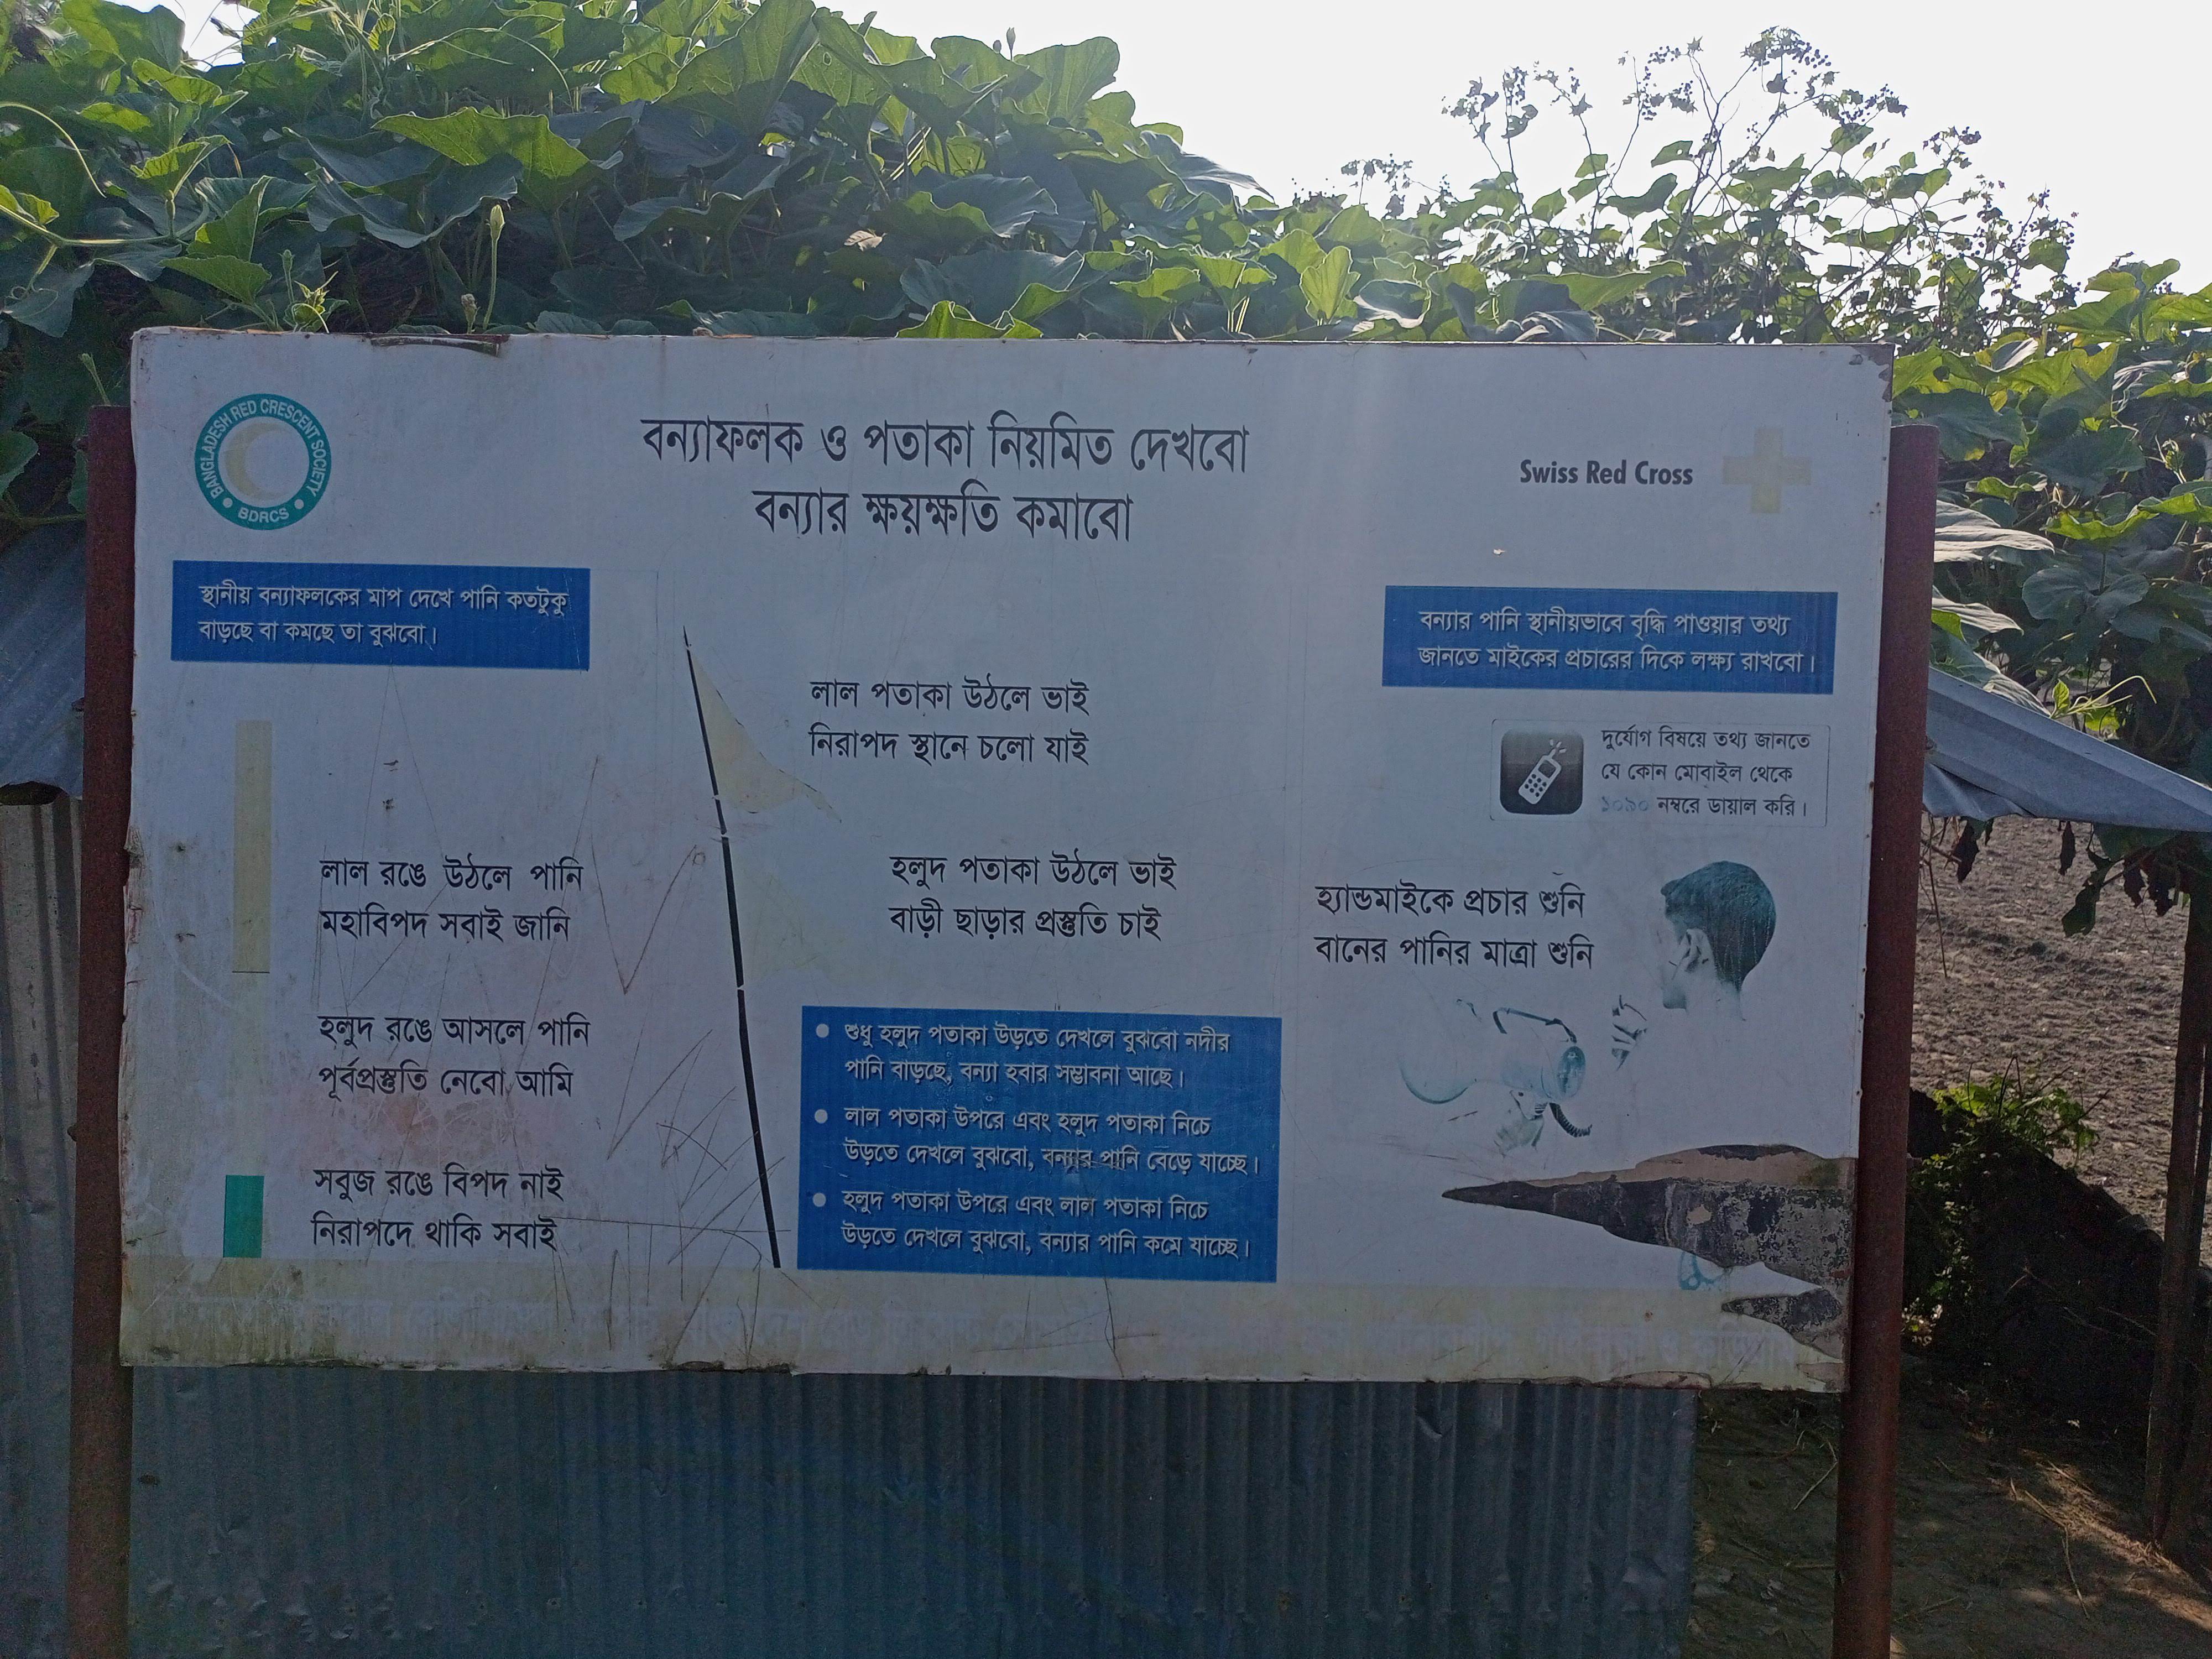 BANGLADESH RED CRESCENT SOCIETY
BDRCS
বন্যাফলক ও পতাকা নিয়মিত দেখবো
বন্যার ক্ষয়ক্ষতি কমাবো
Swiss Red Cross
স্থানীয় বন্যাফলকের মাপ দেখে পানি কতটুকু
বাড়ছে বা কমছে তা বুঝবো।
লাল রঙে উঠলে পানি
মহাবিপদ সবাই জানি
হলুদ রঙে আসলে পানি
পূর্বপ্রস্তুতি নেবো আমি
সবুজ রঙে বিপদ নাই
নিরাপদে থাকি সবাই
লাল পতাকা উঠলে ভাই
নিরাপদ স্থানে চলো যাই
হলুদ পতাকা উঠলে ভাই
বাড়ী ছাড়ার প্রস্তুতি চাই
• শুধু হলুদ পতাকা উড়তে দেখলে বুঝবো নদীর
পানি বাড়ছে, বন্যা হবার সম্ভাবনা আছে।
• লাল পতাকা উপরে এবং হলুদ পতাকা নিচে
উড়তে দেখলে বুঝবো, বন্যার পানি বেড়ে যাচ্ছে।
• হলুদ পতাকা উপরে এবং লাল পতাকা নিচে
উড়তে দেখলে বুঝবো, বন্যার পানি কমে যাচ্ছে।
বন্যার পানি স্থানীয়ভাবে বৃদ্ধি পাওয়ার তথ্য
জানতে মাইকের প্রচারের দিকে লক্ষ্য রাখবো।
দুর্যোগ বিষয়ে তথ্য জানতে
যে কোন মোবাইল থেকে
১০৯০ নম্বরে ডায়াল করি।
হ্যান্ডমাইকে প্রচার শুনি
বানের পানির মাত্রা শুনি